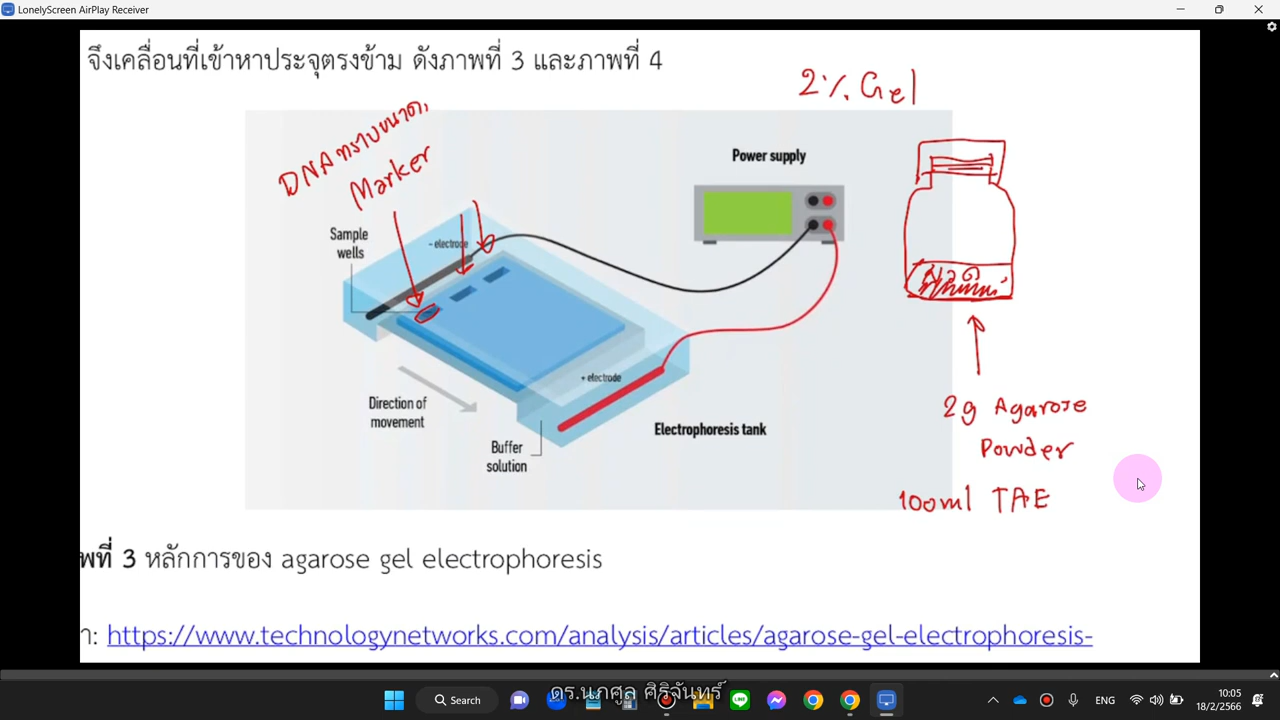 LonelyScreen AirPlay Receiver
จึงเคลื่อนที่เข้าหาประจุตรงข้าม ดังภาพที่ 3 และภาพที่ 4
2% Gel
DNA ทราบขนาด
Marker
Power supply
Sample
wells
- electrode
+ electrode
Direction of
movement
Electrophoresis tank
Buffer
solution
2g Agarose
Powder
100ml TAE
พที่ 3 หลักการของ agarose gel electrophoresis
า: https://www.technologynetworks.com/analysis/articles/agarose-gel-electrophoresis-
ดร.นภศูล ศิริจันทร์
Search
ENG
10:05
18/2/2566